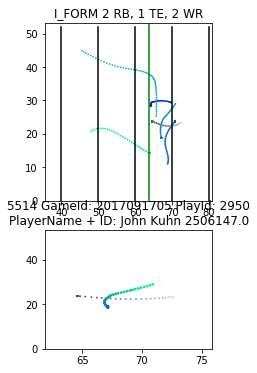 I_FORM 2 RB, 1 TE, 2 WR
50
40
30
20
10
0
40 50 60 70 80
5514 GameId: 2017091705 PlayId: 2950
PlayerName + ID: John Kuhn 2506147.0
40
20
0
65 70 75